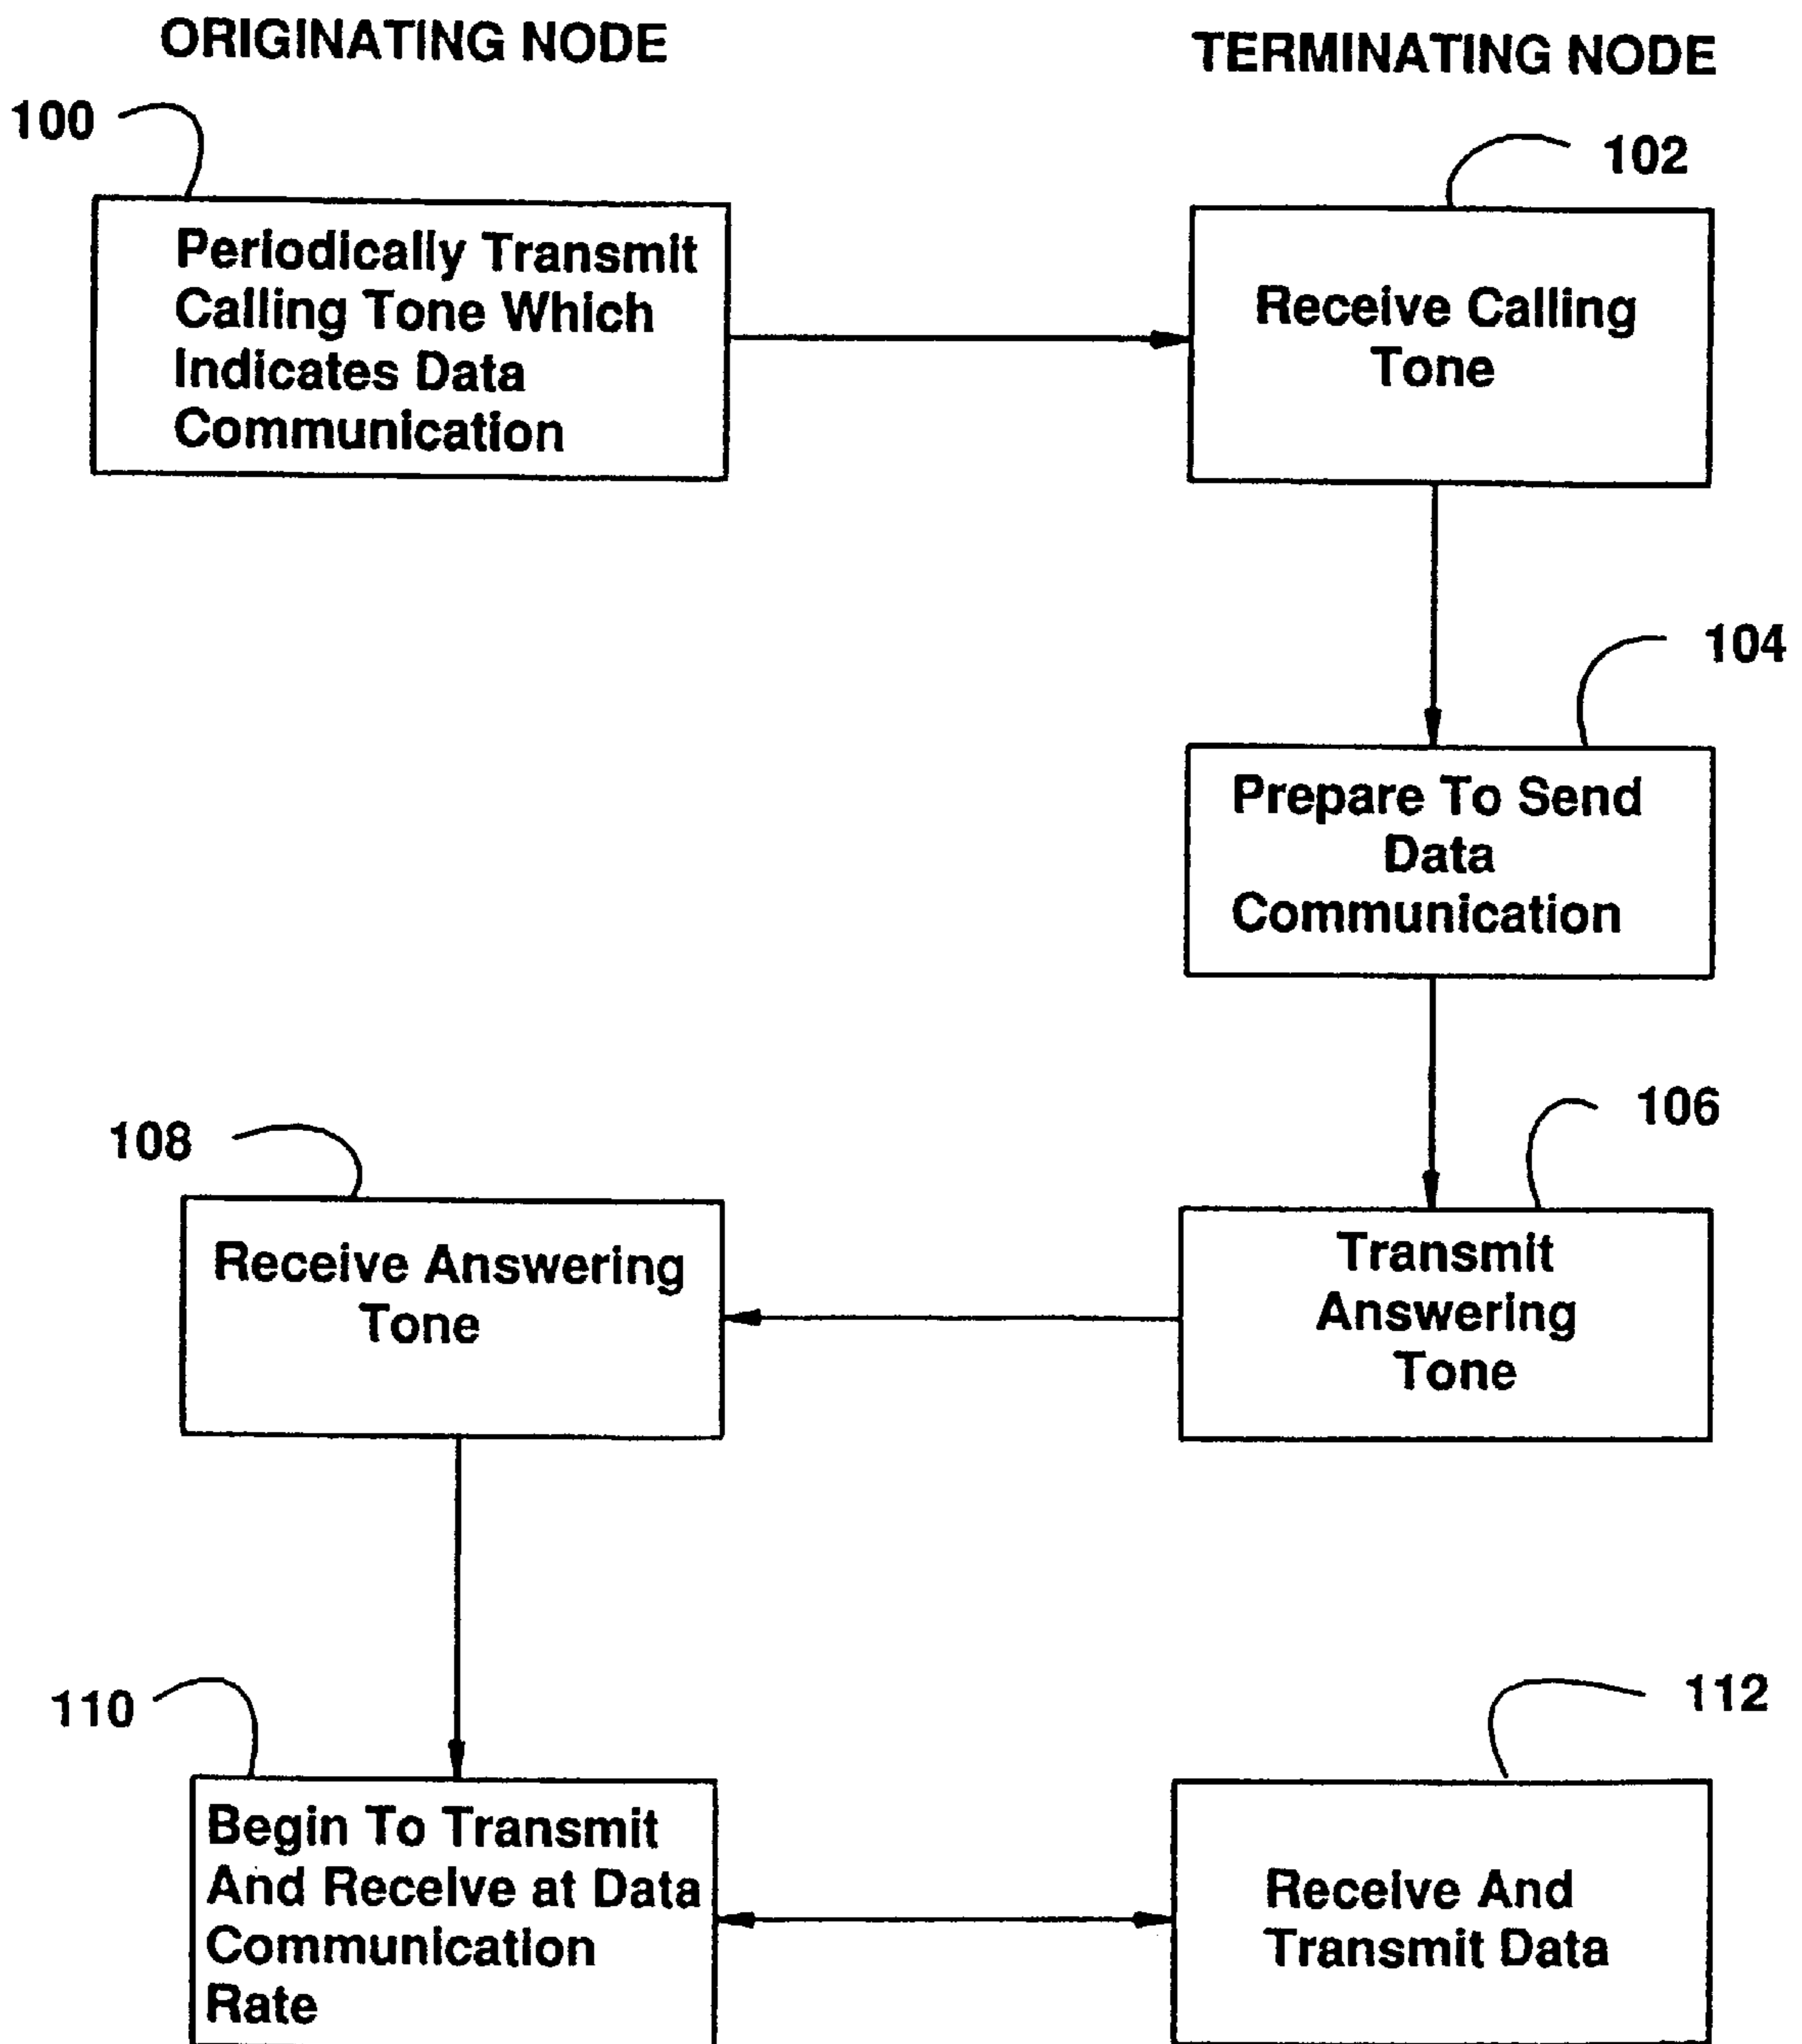 ORIGINATING NODE
TERMINATING NODE
100
102
Periodically Transmit
Calling Tone Which
Indicates Data
Communication
Receive Calling
Tone
104
Prepare To Send
Data
Communication
106
108
Receive Answering
Tone
Transmit
Answering
Tone
110
112
Begin To Transmit
And Receive at Data
Communication
Rate
Receive And
Transmit Data